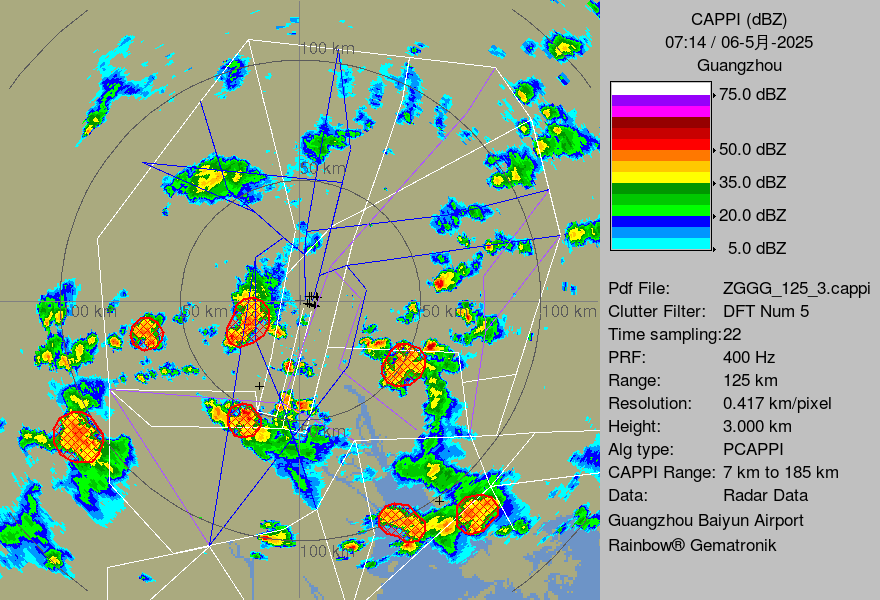 CAPPI (dBZ)
07:14 / 06-5月-2025
Guangzhou
75.0 dBZ
50.0 dBZ
35.0 dBZ
20.0 dBZ
5.0 dBZ
Pdf File: ZGGG_125_3.cappi
Clutter Filter: DFT Num 5
Time sampling:22
PRF: 400 Hz
Range: 125 km
Resolution: 0.417 km/pixel
Height: 3.000 km
Alg type: PCAPPI
CAPPI Range: 7 km to 185 km
Data: Radar Data
Guangzhou Baiyun Airport
Rainbow® Gematronik
100 km
50 km
100 km
50 km
50 km
100 km
50 km
100 km